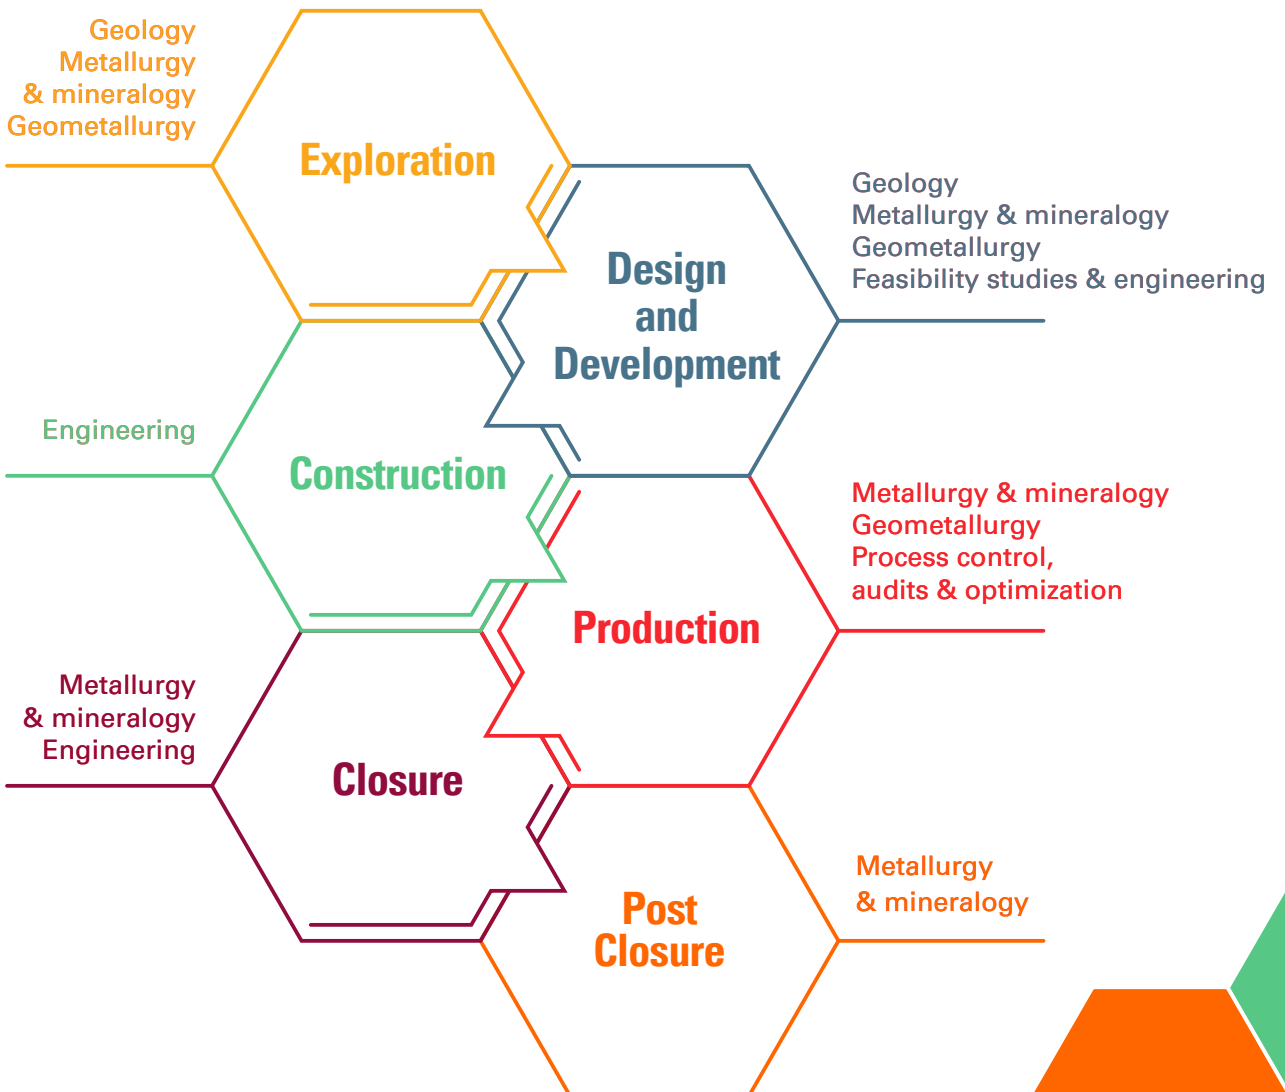 Geology
Metallurgy
& mineralogy
Geometallurgy
Exploration
Geology
Metallurgy & mineralogy
Geometallurgy
Feasibility studies & engineering
Design
and
Development
Engineering
Construction
Metallurgy & mineralogy
Geometallurgy
Process control,
audits & optimization
Production
Metallurgy
& mineralogy
Engineering
Closure
Metallurgy
& mineralogy
Post
Closure